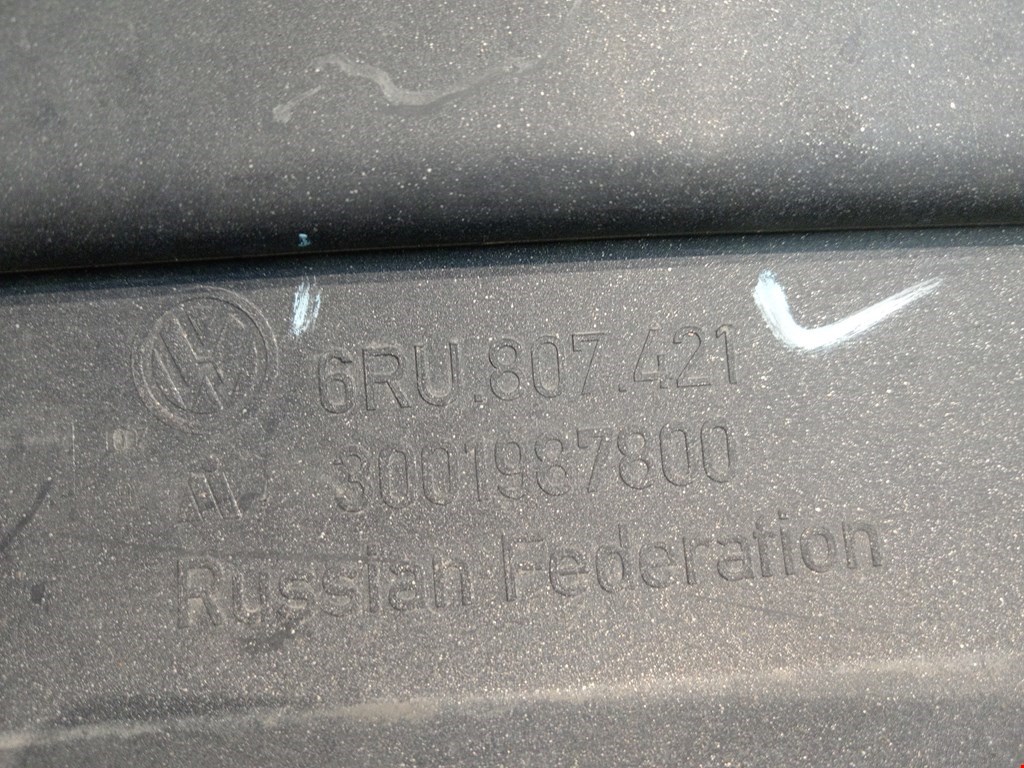 6RU.807.421
3001987800
Russian Federation